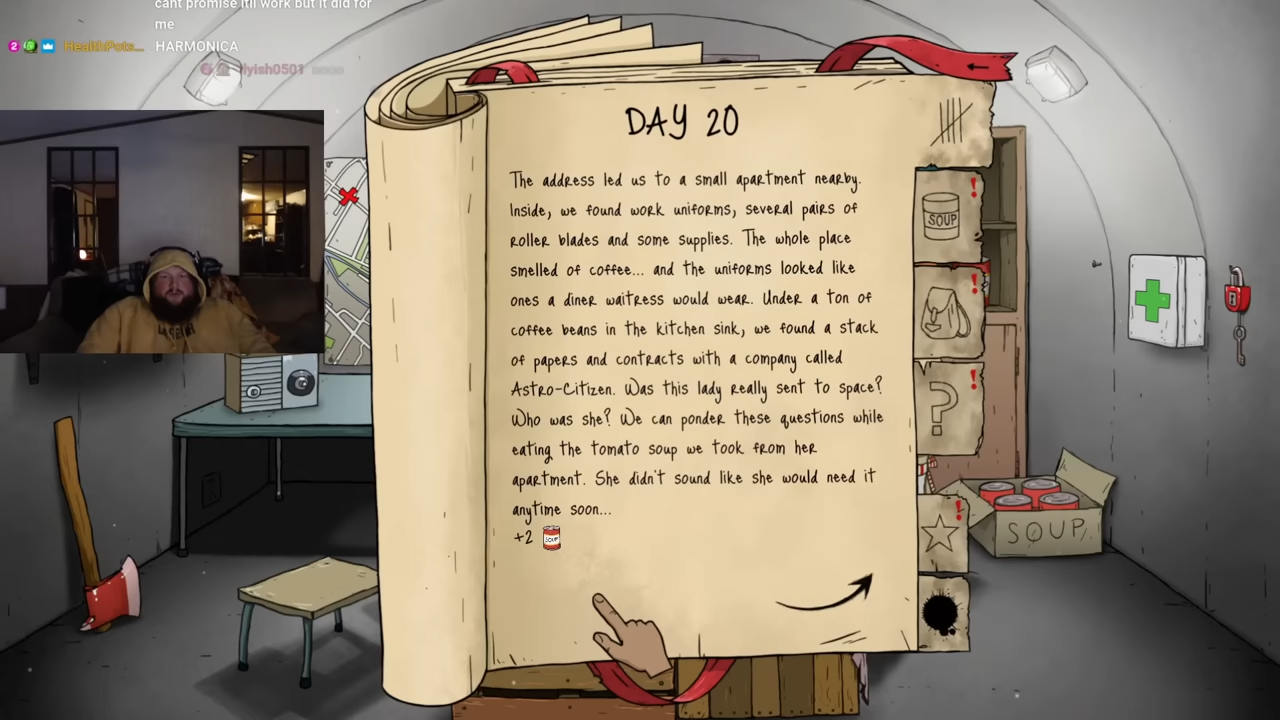 cant promise itll work but it did for
me
2 HealthPots... HARMONICA
DAY 20
The address led us to a small apartment nearby.
Inside, we found work uniforms, several pairs of
roller blades and some supplies. The whole place
smelled of coffee... and the uniforms looked like
ones a diner waitress would wear. Under a ton of
coffee beans in the kitchen sink, we found a stack
of papers and contracts with a company called
Astro-Citizen. Was this lady really sent to space?
Who was she? We can ponder these questions while
eating the tomato soup we took from her
apartment. She didn't sound like she would need it
anytime soon...
+2 SOUP
SOUP
!
!
?
!
!
SOUP